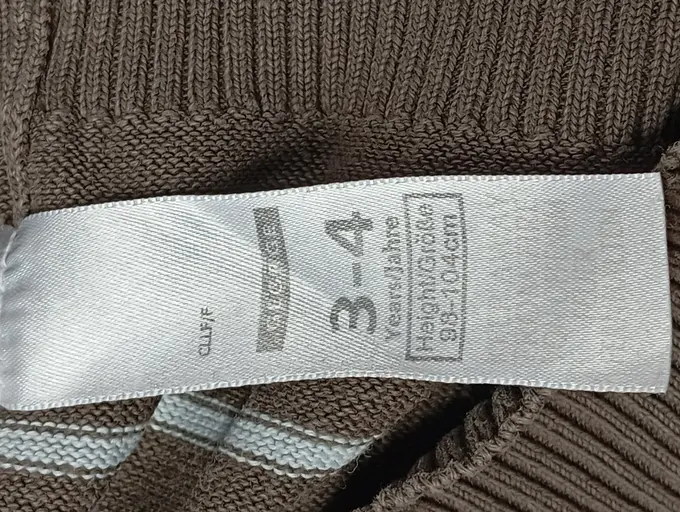 CLLF/F
3-4
Years/Jahre
Height/Größe
98-104cm